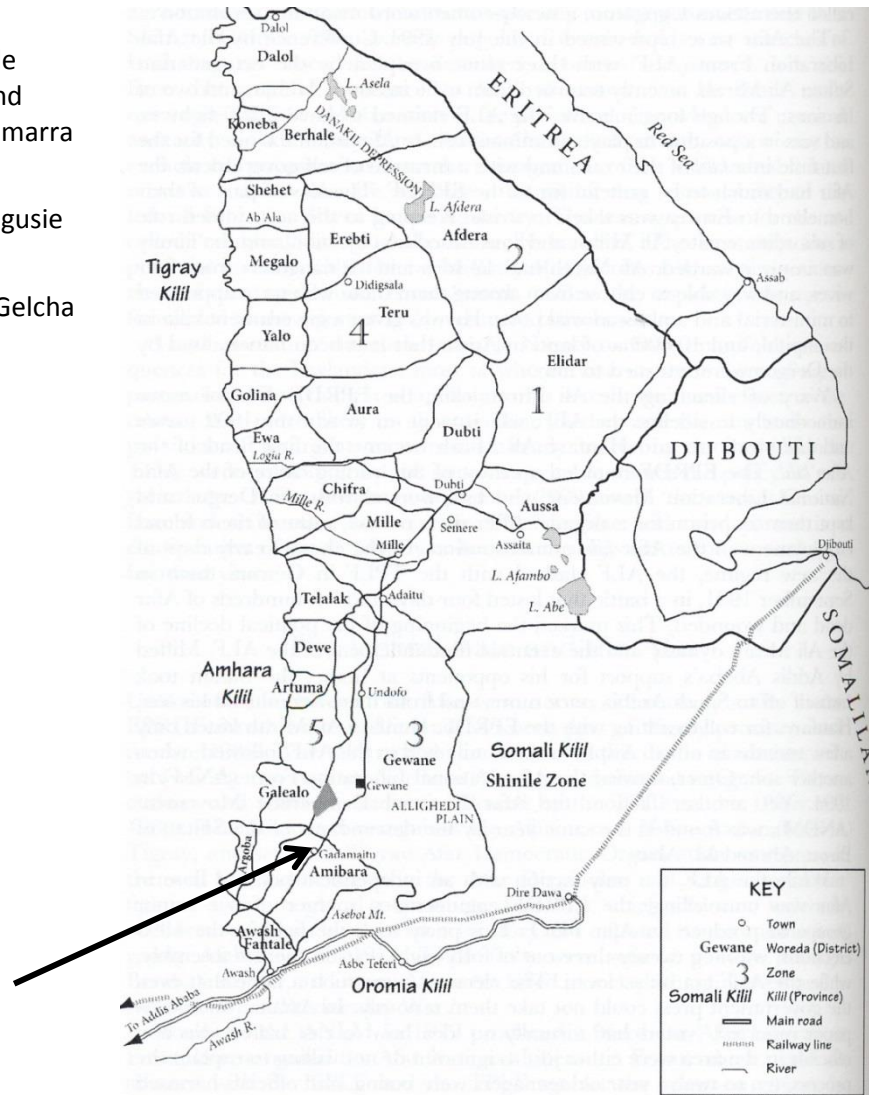 e
nd
marra
gusie
Gelcha
Dalol
Dalol
L. Asela
ERITREA
Red Sea
Koneba
Berhale
DANAKIL DEPRESSION
Shehet
L. Afdera
Ab Ala
Erebti
Afdera
2
Tigray
Kilil
Megalo
Didigsala
Assab
Teru
Yalo
4
Elidar
Golina
Aura
1
Dubti
Ewa
Logia R.
DJIBOUTI
Chifra
Dubti
Mille R.
Aussa
Mille
Semera
Assaita
Mille
Djibouti
L. Afambo
Telalak
Adaitu
L. Abe
Dewe
Amhara
Kilil
Artuma
Undofo
5
3
Somali Kilil
Shinile Zone
SOMALILA
Gewane
Galealo
Gewane
ALLIGHEDI
PLAIN
Argoba
Gadamaitu
Amibara
Dire Dawa
Asebot Mt.
Awash
Fantale
Awash
Asbe Teferi
Oromia Kilil
To Addis Ababa
Awash R.
KEY
Town
Gewane Woreda (District)
3 Zone
Somali Kilil Kilil (Province)
Main road
Railway line
River